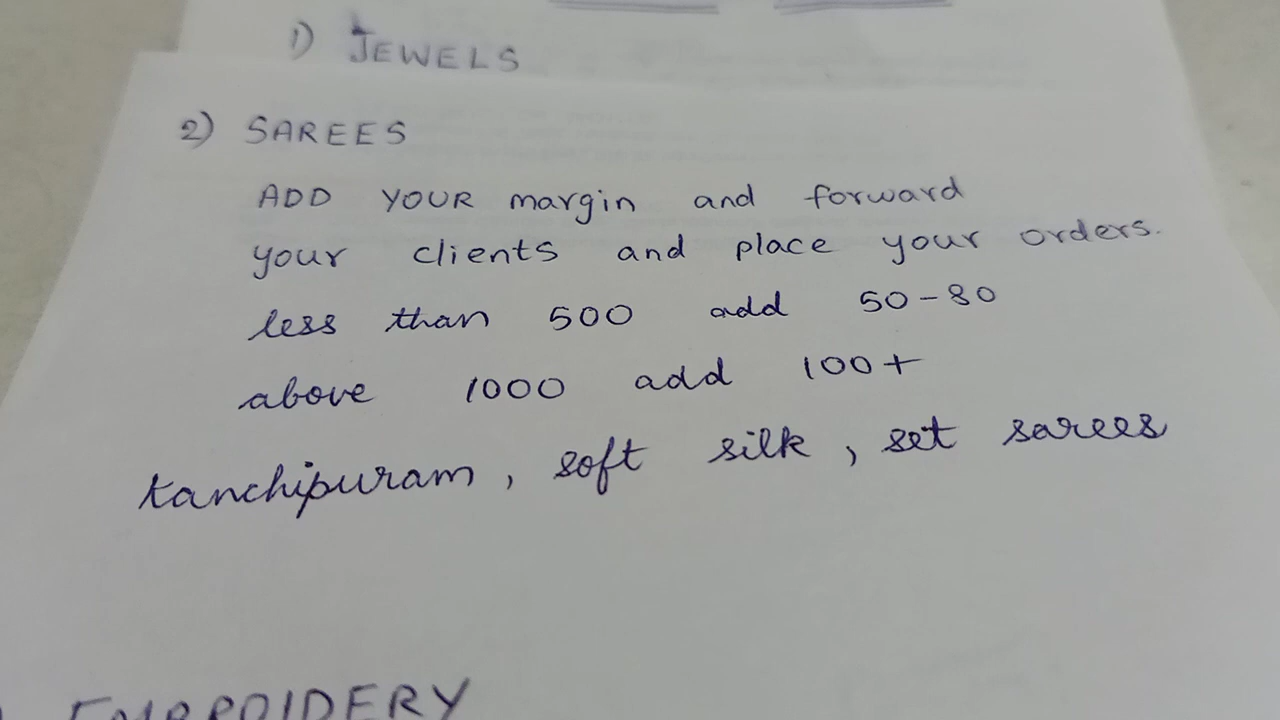 1) JEWELS
2) SAREES
ADD YOUR margin and forward
your clients and place your orders.
less than 500 add 50-80
above 1000 add 100+
kanchipuram, soft silk, set sarees
EMBROIDERY